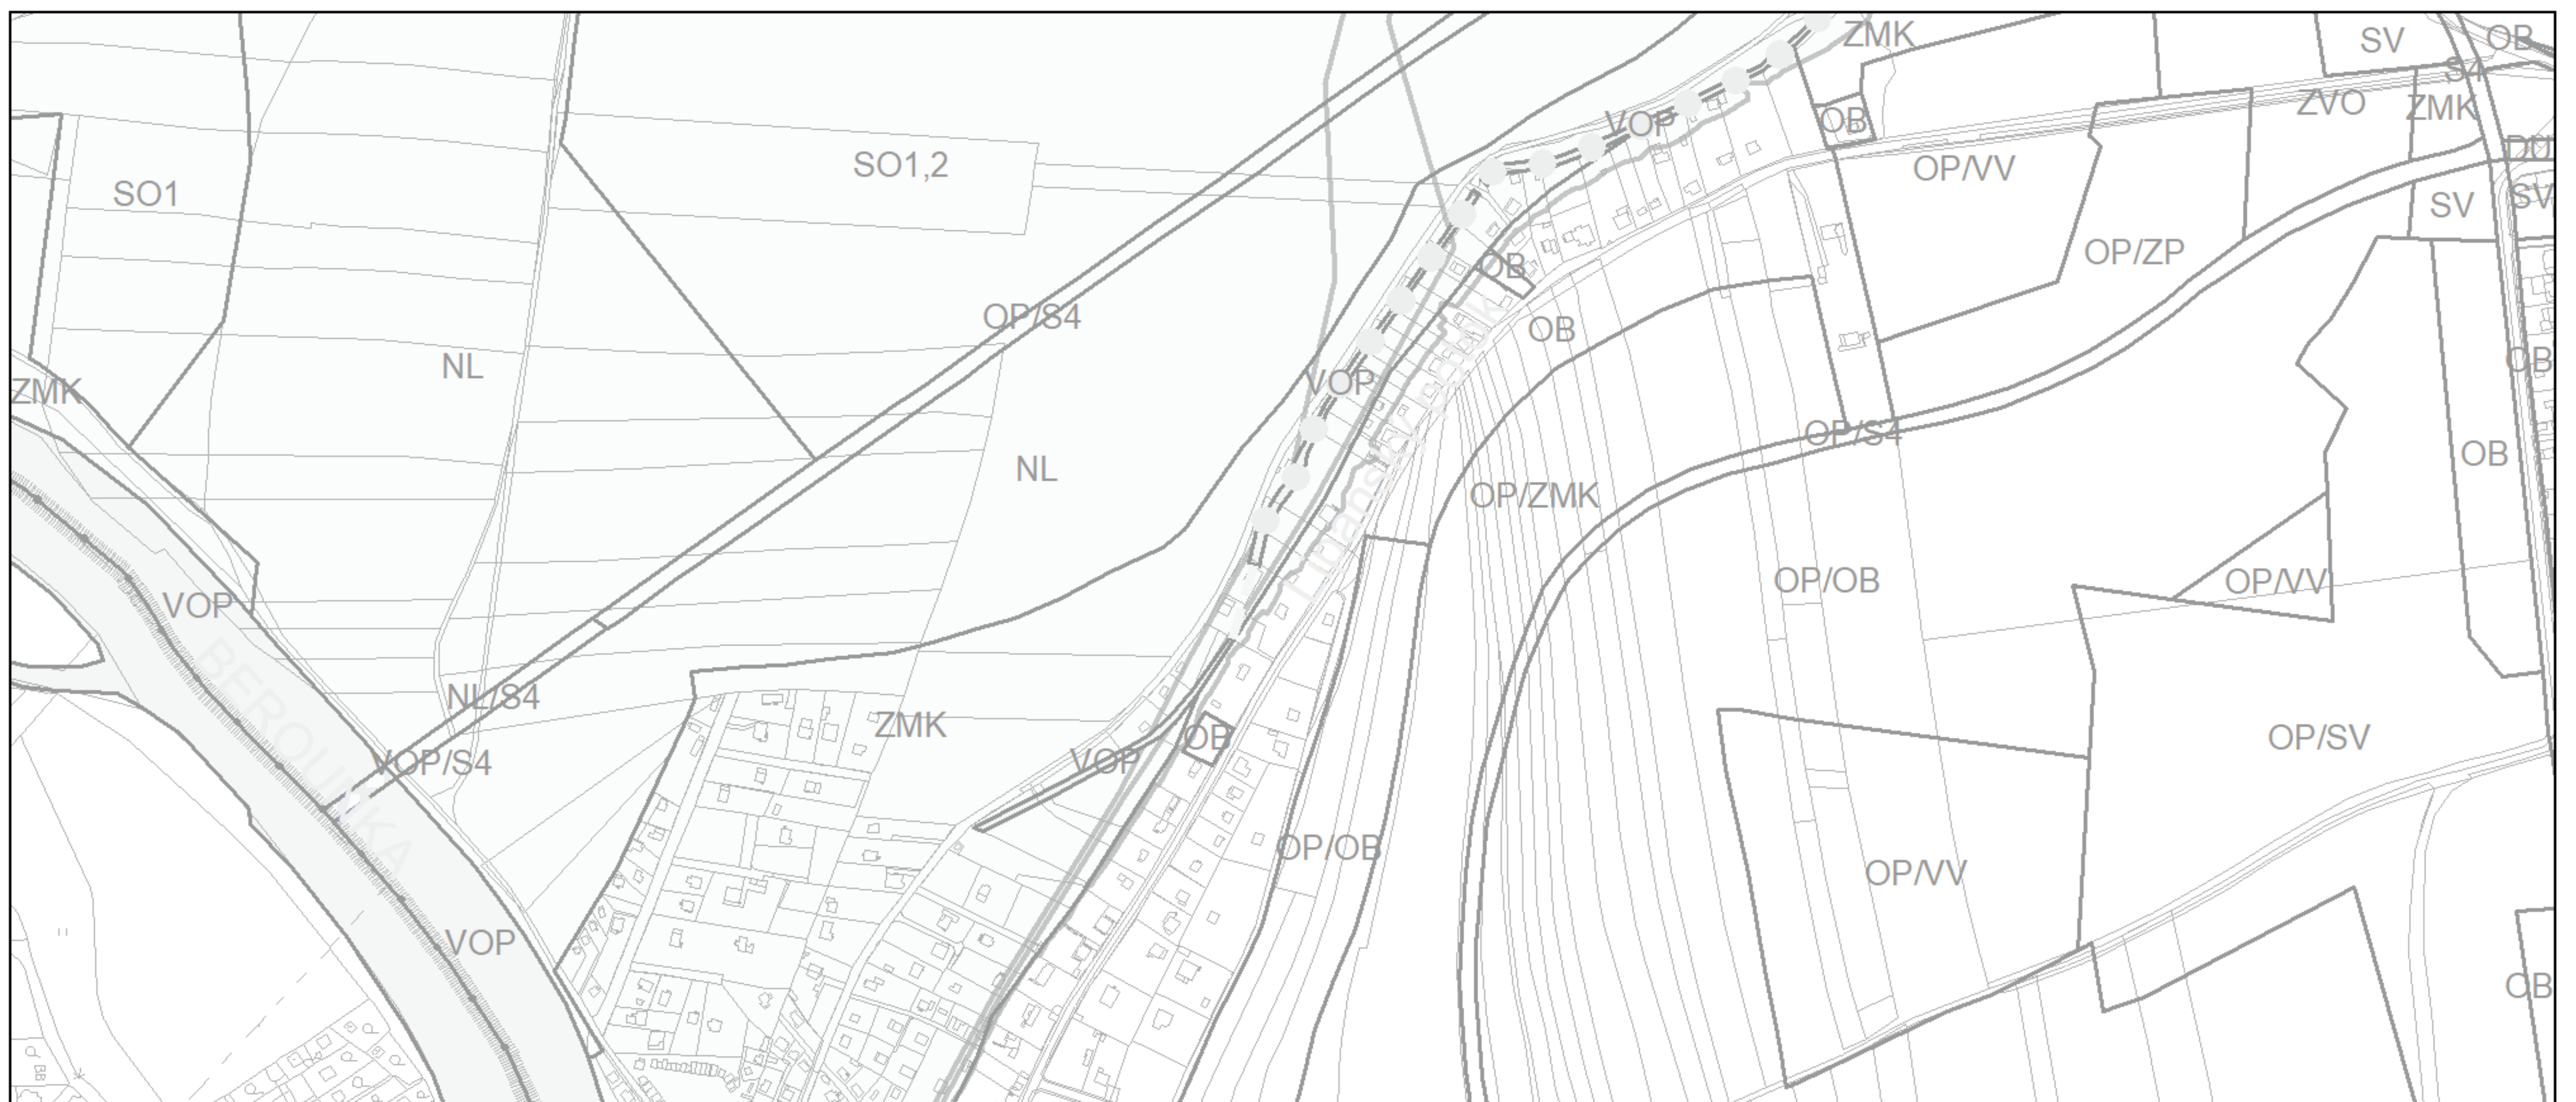 ZMK
SV
OB
S4
ZVO
ZMK
VOP
OB
DU
SO1,2
OP/VV
SO1
SV
SV
OP/ZP
OB
OP/S4
OB
NL
OB
ZMK
VOP
OP/S4
OB
NL
OP/ZMK
OP/OB
OP/VV
VOP
NL/S4
ZMK
OB
OP/SV
VOP/S4
VOP
BEROUNKA
OP/OB
OP/VV
VOP
OB